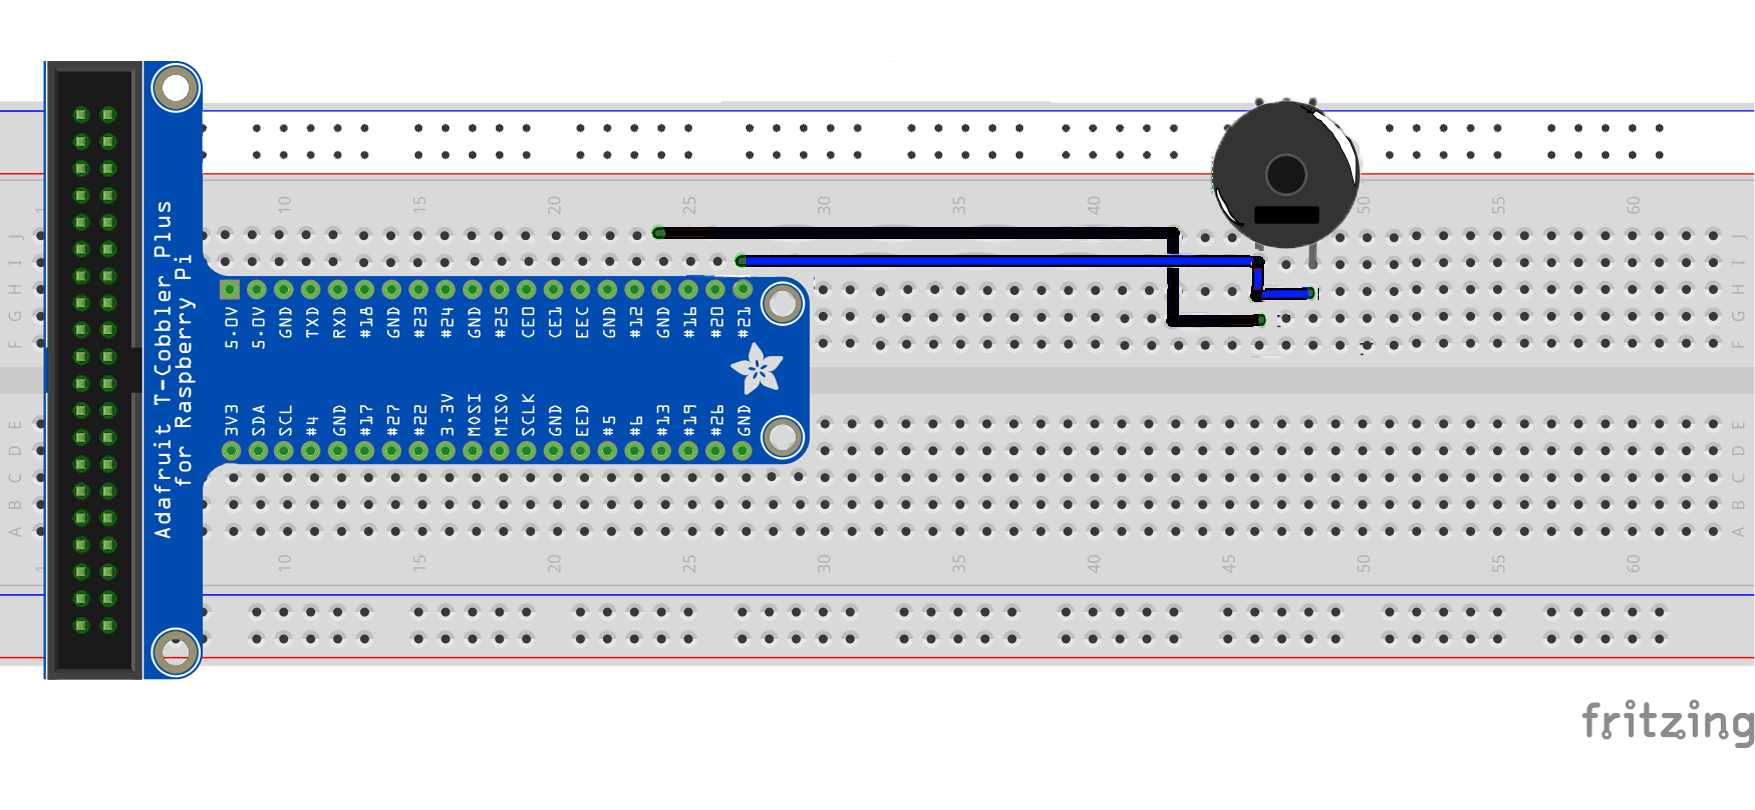 1 10 15 20 25 30 35 40 45 50 55 60
J J
I I
H H
G G
F F
5.0V 5.0V GND TXD RXD #18 GND #23 #24 GND #25 CE0 CE1 EEC GND #12 GND #16 #20 #21
Adafruit T-Cobbler Plus
for Raspberry Pi
3V3 SDA SCL #4 GND #17 #27 #22 3.3V MOSI MISO SCLK GND EED #5 #6 #13 #19 #26 GND
E E
D D
C C
B B
A A
1 10 15 20 25 30 35 40 45 50 55 60
fritzing